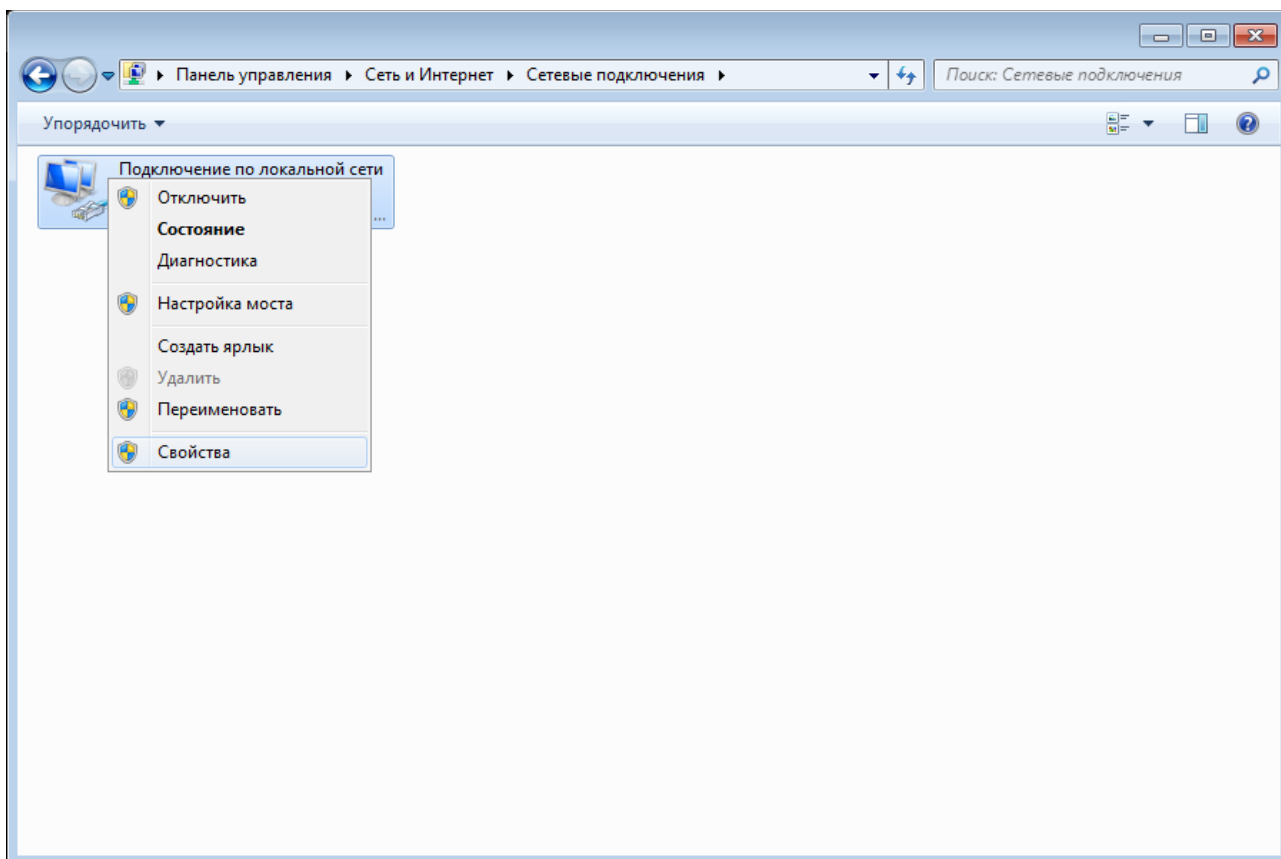 Панель управления ▸ Сеть и Интернет ▸ Сетевые подключения ▸
Поиск: Сетевые подключения
Упорядочить
Подключение по локальной сети
...
Отключить
Состояние
Диагностика
Настройка моста
Создать ярлык
Удалить
Переименовать
Свойства